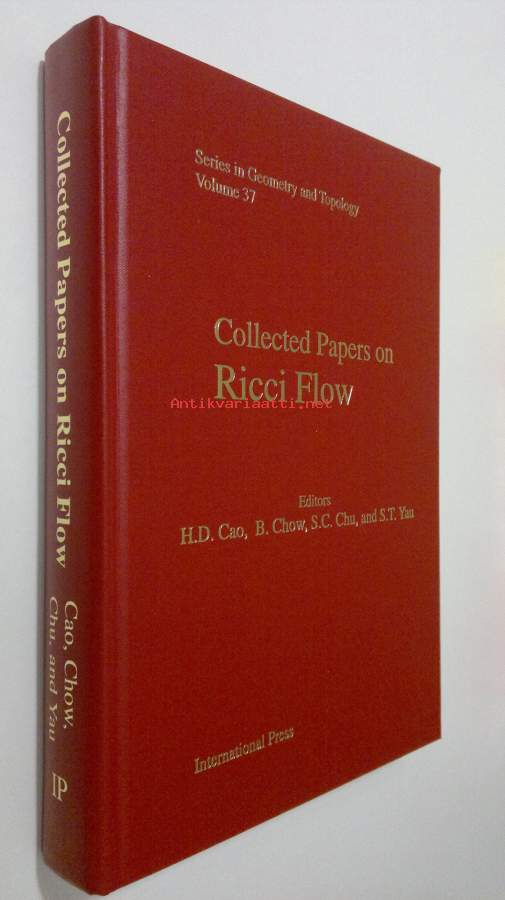 Collected Papers on Ricci Flow
Cao, Chow,
Chu, and Yau
IP
Series in Geometry and Topology
Volume 37
Collected Papers on
Ricci Flow
Antikvariaatti.net
Editors
H.D. Cao, B. Chow, S.C. Chu, and S.T. Yau
International Press